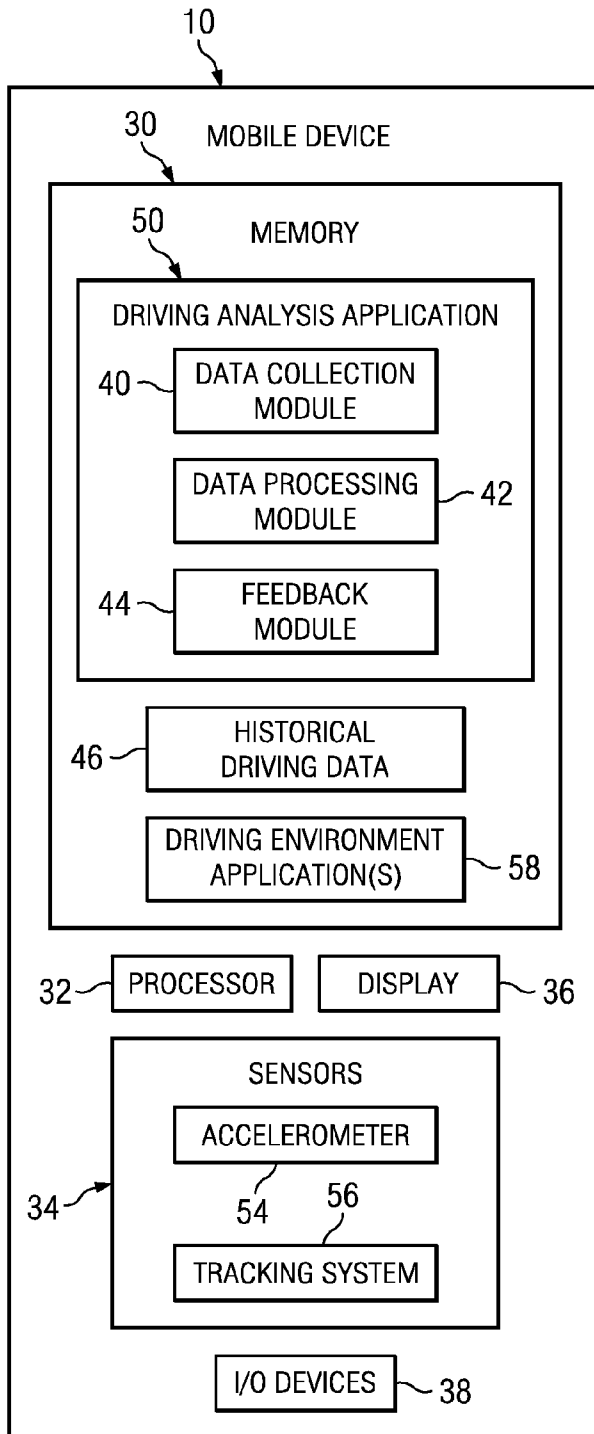 10
MOBILE DEVICE
30
MEMORY
50
DRIVING ANALYSIS APPLICATION
40
DATA COLLECTION
MODULE
DATA PROCESSING
MODULE
42
44
FEEDBACK
MODULE
46
HISTORICAL
DRIVING DATA
DRIVING ENVIRONMENT
APPLICATION(S)
58
32
PROCESSOR
DISPLAY
36
SENSORS
ACCELEROMETER
34
54
56
TRACKING SYSTEM
I/O DEVICES
38